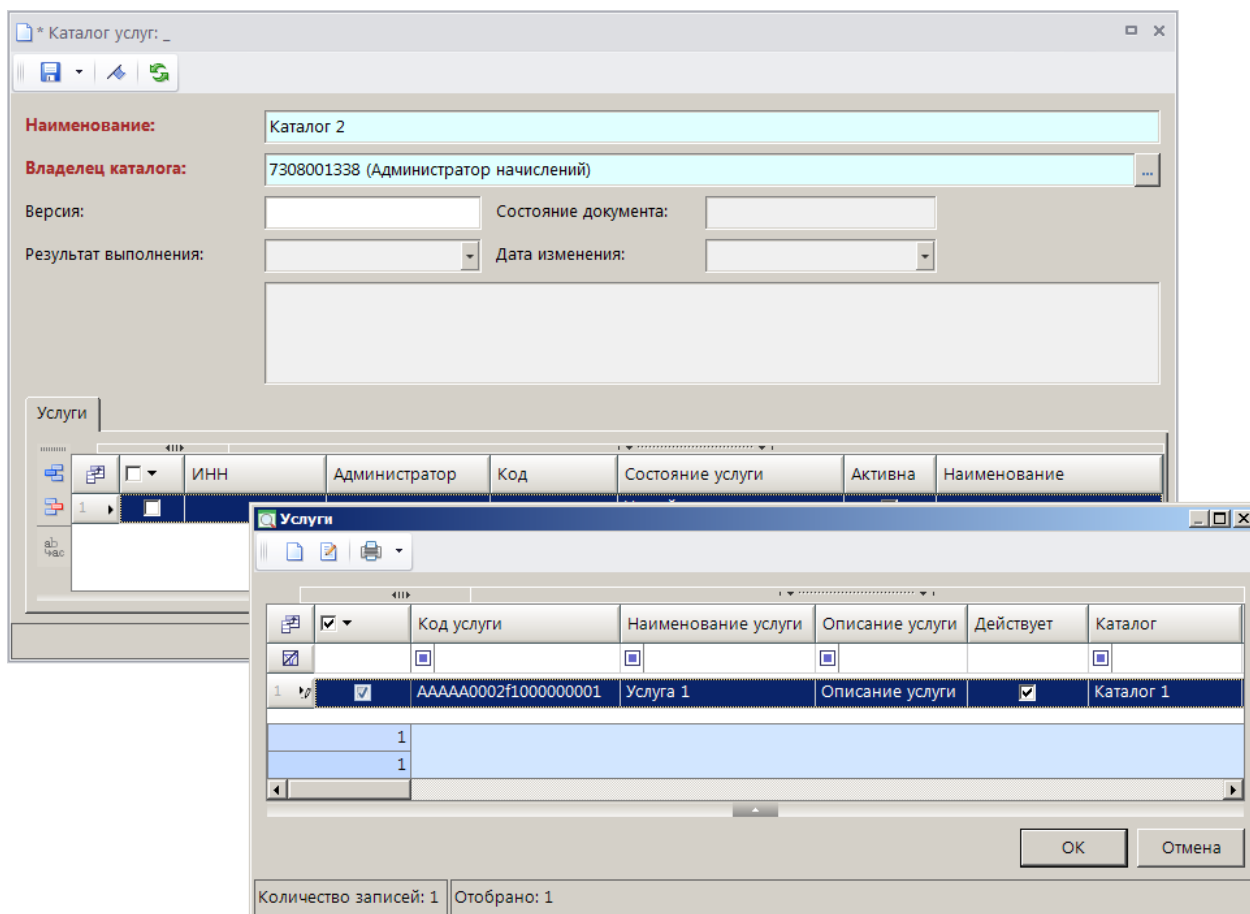 * Каталог услуг: _
Наименование: Каталог 2
Владелец каталога: 7308001338 (Администратор начислений) ...
Версия: Состояние документа:
Результат выполнения: Дата изменения:
Услуги
ИНН Администратор Код Состояние услуги Активна Наименование
1
Услуги
Код услуги Наименование услуги Описание услуги Действует Каталог
1 AAAAA0002f1000000001 Услуга 1 Описание услуги Каталог 1
1
1
OK Отмена
Количество записей: 1 Отобрано: 1